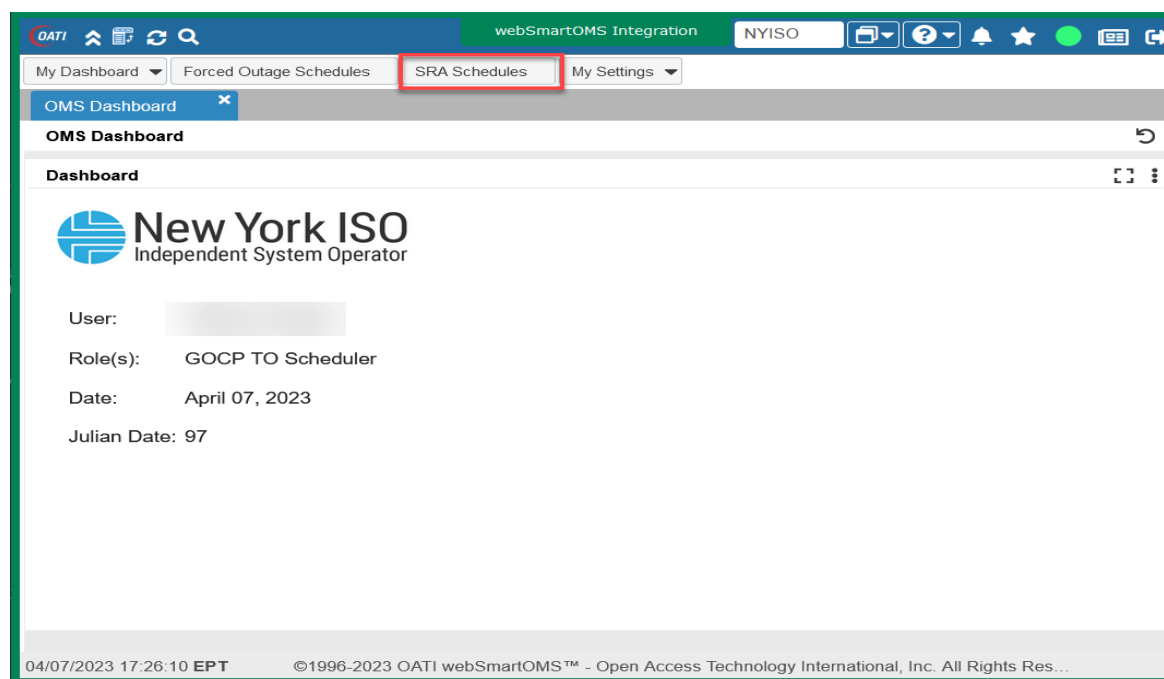 OATI webSmartOMS Integration NYISO
My Dashboard Forced Outage Schedules SRA Schedules My Settings
OMS Dashboard
OMS Dashboard
Dashboard
New York ISO
Independent System Operator
User:
Role(s): GOCP TO Scheduler
Date: April 07, 2023
Julian Date: 97
04/07/2023 17:26:10 EPT ©1996-2023 OATI webSmartOMS™ - Open Access Technology International, Inc. All Rights Res...